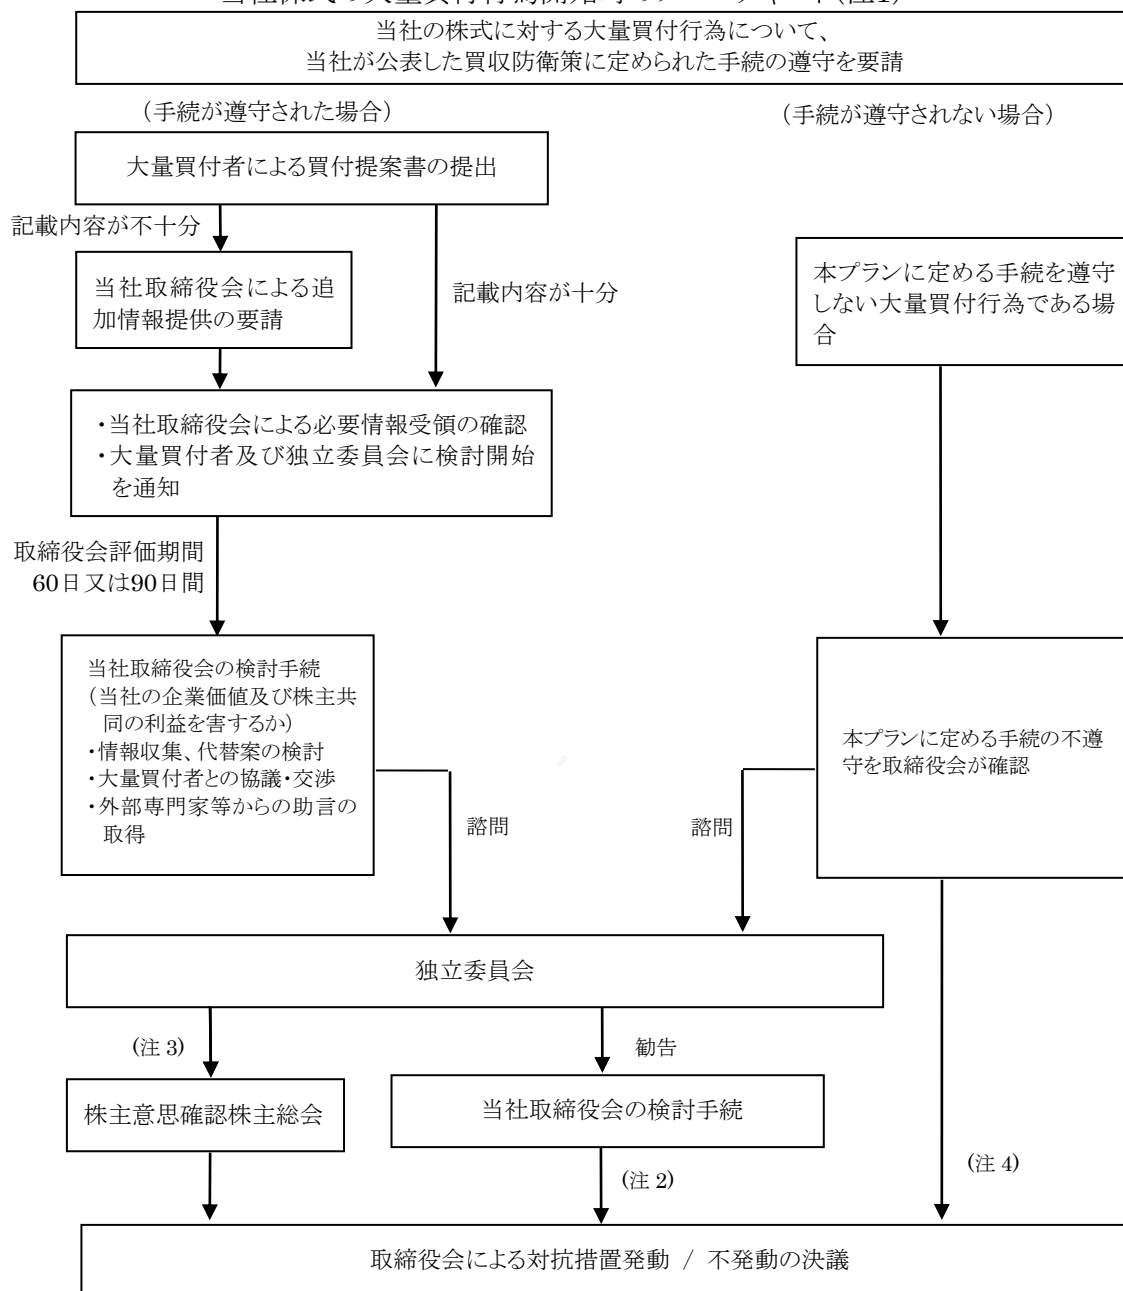 当社の株式に対する大量買付行為について、
当社が公表した買収防衛策に定められた手続の遵守を要請
（手続が遵守された場合）
（手続が遵守されない場合）
大量買付者による買付提案書の提出
記載内容が不十分
当社取締役会による追
加情報提供の要請
記載内容が十分
本プランに定める手続を遵守
しない大量買付行為である場
合
・当社取締役会による必要情報受領の確認
・大量買付者及び独立委員会に検討開始
を通知
取締役会評価期間
60日又は90日間
当社取締役会の検討手続
（当社の企業価値及び株主共
同の利益を害するか）
・情報収集、代替案の検討
・大量買付者との協議・交渉
・外部専門家等からの助言の
取得
本プランに定める手続の不遵
守を取締役会が確認
諮問
諮問
独立委員会
(注 3)
勧告
株主意思確認株主総会
当社取締役会の検討手続
(注 2)
(注 4)
取締役会による対抗措置発動 / 不発動の決議